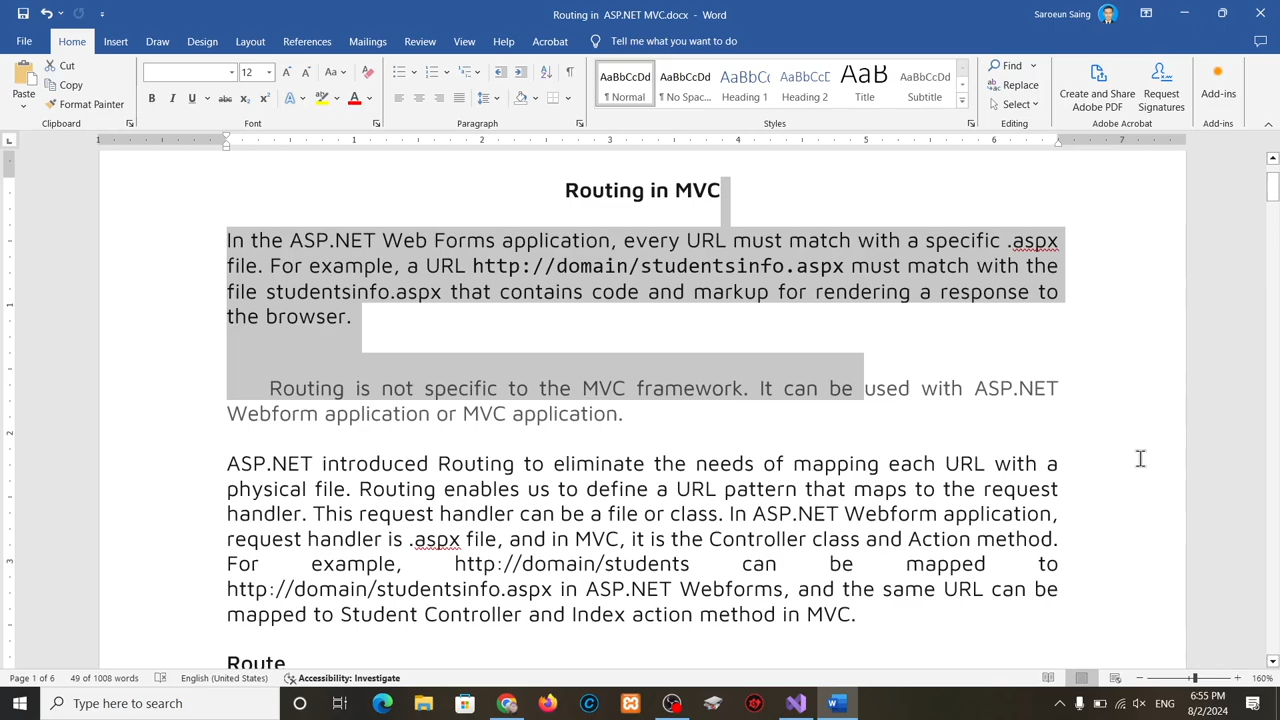 Routing in ASP.NET MVC.docx - Word
Saroeun Saing
File Home Insert Draw Design Layout References Mailings Review View Help Acrobat Tell me what you want to do
Paste
Cut
Copy
Format Painter
Clipboard
12
Font
Paragraph
AaBbCcDd
¶ Normal
AaBbCcDd
¶ No Spac...
AaBbCc
Heading 1
AaBbCcE
Heading 2
AaB
Title
AaBbCcDd
Subtitle
Styles
Find
Replace
Select
Editing
Create and Share
Adobe PDF
Request
Signatures
Adobe Acrobat
Add-ins
Add-ins
1 1 2 3 4 5 6 7
Routing in MVC
In the ASP.NET Web Forms application, every URL must match with a specific .aspx
file. For example, a URL http://domain/studentsinfo.aspx must match with the
file studentsinfo.aspx that contains code and markup for rendering a response to
the browser.
Routing is not specific to the MVC framework. It can be used with ASP.NET
Webform application or MVC application.
ASP.NET introduced Routing to eliminate the needs of mapping each URL with a
physical file. Routing enables us to define a URL pattern that maps to the request
handler. This request handler can be a file or class. In ASP.NET Webform application,
request handler is .aspx file, and in MVC, it is the Controller class and Action method.
For example, http://domain/students can be mapped to
http://domain/studentsinfo.aspx in ASP.NET Webforms, and the same URL can be
mapped to Student Controller and Index action method in MVC.
Route
Page 1 of 6 49 of 1008 words English (United States) Accessibility: Investigate 160%
Type here to search
ENG
6:55 PM
8/2/2024